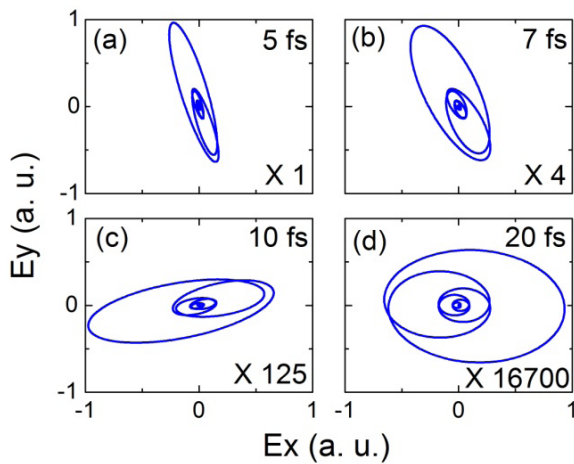 (a) 5 fs
(b) 7 fs
1
0
-1
X 1
X 4
(c) 10 fs
(d) 20 fs
1
0
-1
X 125
X 16700
-1 0 1
-1 0 1
Ey (a. u.)
Ex (a. u.)